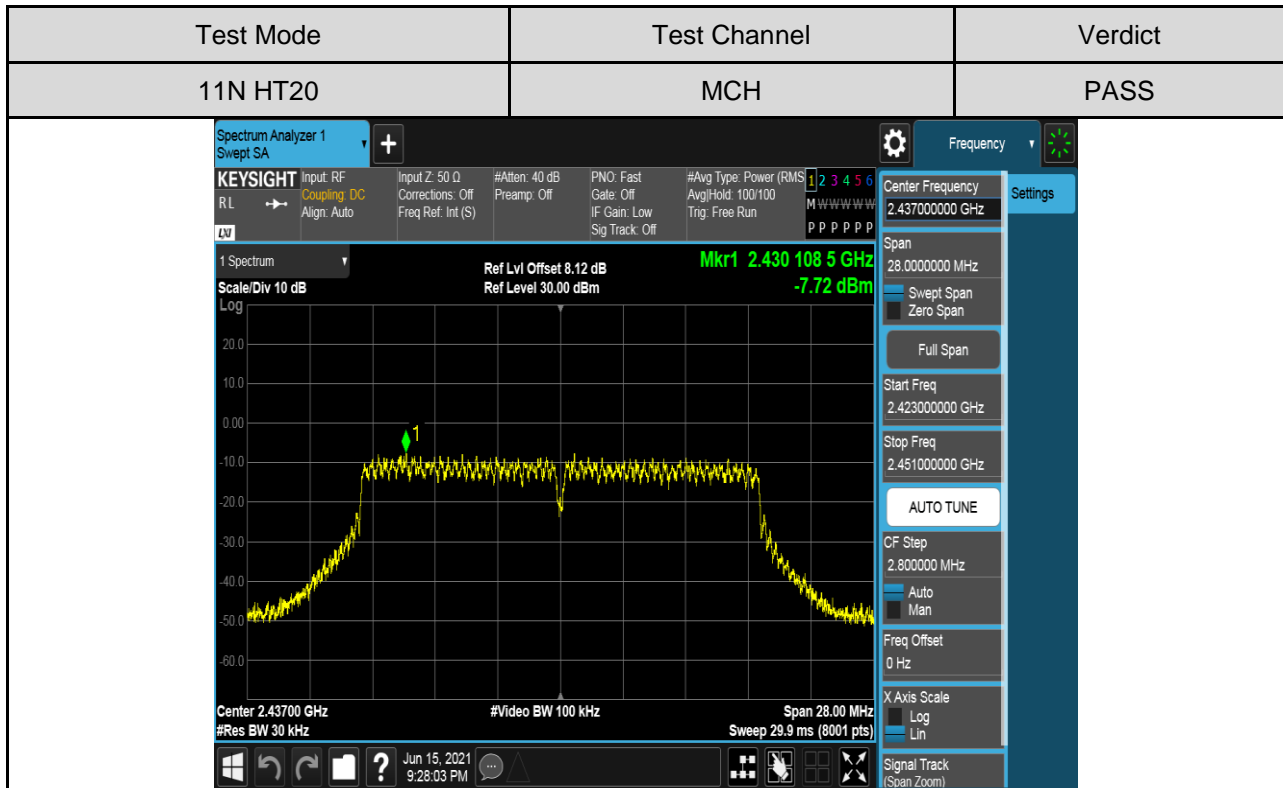 Test Mode Test Channel Verdict
11N HT20 MCH PASS
Spectrum Analyzer 1
Swept SA
+
Frequency
KEYSIGHT
RL
LXI
Input: RF
Coupling: DC
Align: Auto
Input Z: 50 Ω
Corrections: Off
Freq Ref: Int (S)
#Atten: 40 dB
Preamp: Off
PNO: Fast
Gate: Off
IF Gain: Low
Sig Track: Off
#Avg Type: Power (RMS
Avg|Hold: 100/100
Trig: Free Run
1 2 3 4 5 6
M W W W W W
P P P P P P
1 Spectrum
Scale/Div 10 dB
Ref Lvl Offset 8.12 dB
Ref Level 30.00 dBm
Mkr1 2.430 108 5 GHz
-7.72 dBm
Log
20.0
10.0
0.00
1
-10.0
-20.0
-30.0
-40.0
-50.0
-60.0
Center 2.43700 GHz
#Res BW 30 kHz
#Video BW 100 kHz
Span 28.00 MHz
Sweep 29.9 ms (8001 pts)
?
Jun 15, 2021
9:28:03 PM
Center Frequency
2.437000000 GHz
Settings
Span
28.0000000 MHz
Swept Span
Zero Span
Full Span
Start Freq
2.423000000 GHz
Stop Freq
2.451000000 GHz
AUTO TUNE
CF Step
2.800000 MHz
Auto
Man
Freq Offset
0 Hz
X Axis Scale
Log
Lin
Signal Track
(Span Zoom)